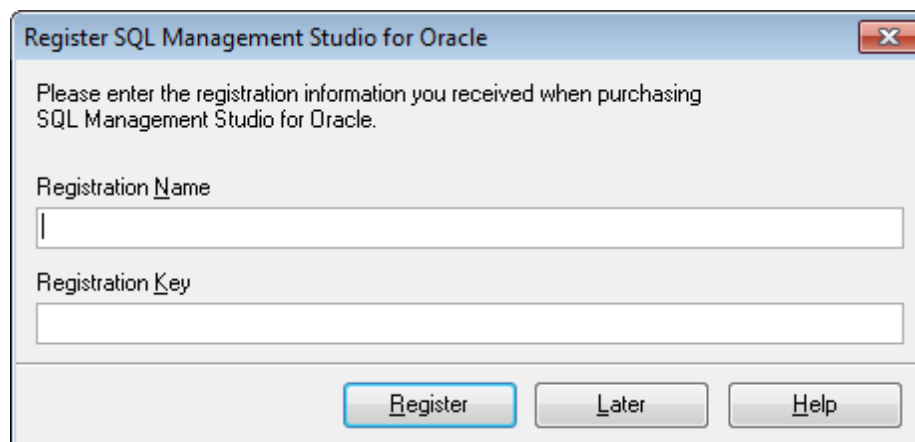 Register SQL Management Studio for Oracle
Please enter the registration information you received when purchasing
SQL Management Studio for Oracle.
Registration Name
Registration Key
Register Later Help